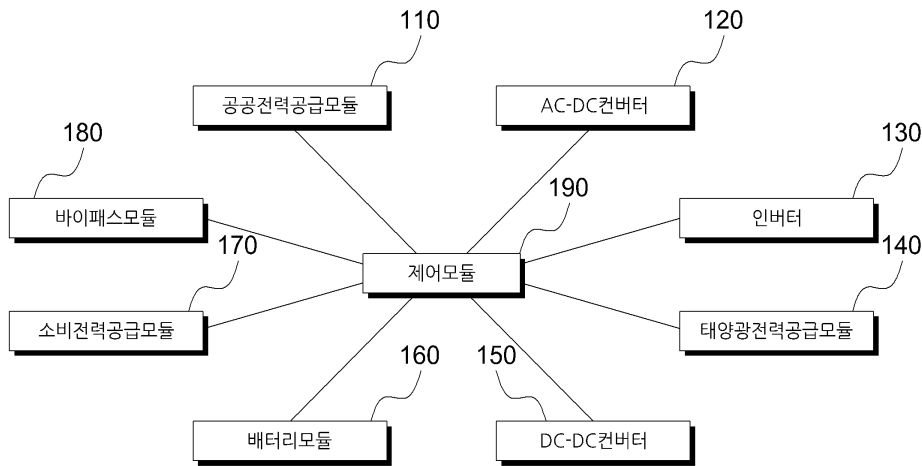 110
120
공공전력공급모듈
AC-DC컨버터
180
130
190
바이패스모듈
인버터
170
140
제어모듈
소비전력공급모듈
태양광전력공급모듈
160
150
배터리모듈
DC-DC컨버터